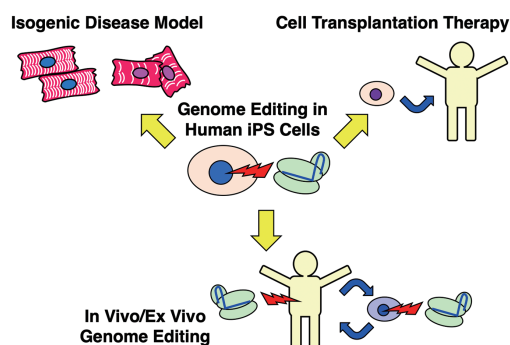 Isogenic Disease Model
Cell Transplantation Therapy
Genome Editing in
Human iPS Cells
In Vivo/Ex Vivo
Genome Editing